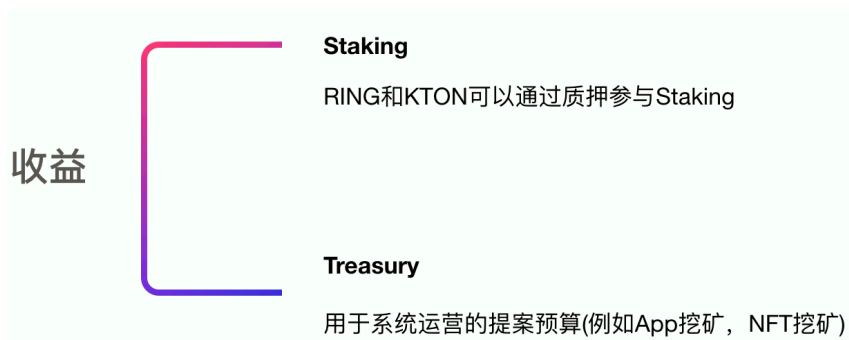 收益
Staking
RING和KTON可以通过质押参与Staking
Treasury
用于系统运营的提案预算(例如App挖矿，NFT挖矿)